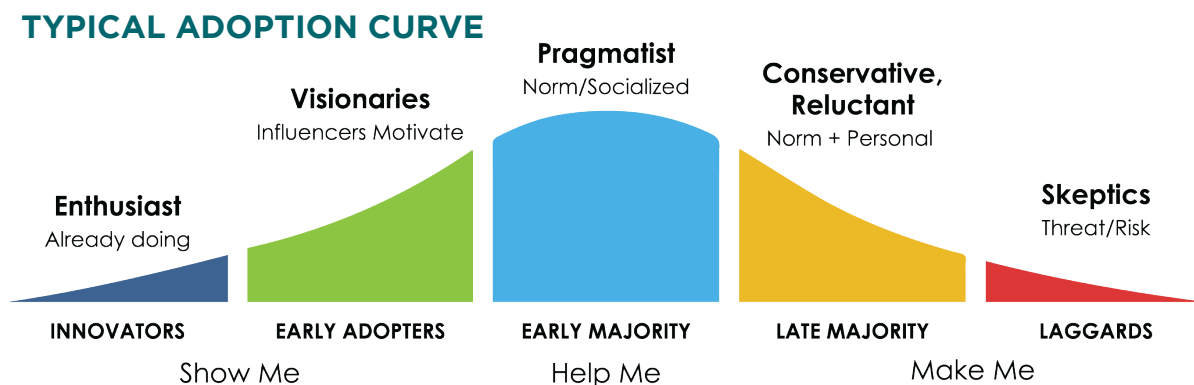 TYPICAL ADOPTION CURVE
Enthusiast
Already doing
Visionaries
Influencers Motivate
Pragmatist
Norm/Socialized
Conservative,
Reluctant
Norm + Personal
Skeptics
Threat/Risk
INNOVATORS
EARLY ADOPTERS
EARLY MAJORITY
LATE MAJORITY
LAGGARDS
Show Me
Help Me
Make Me